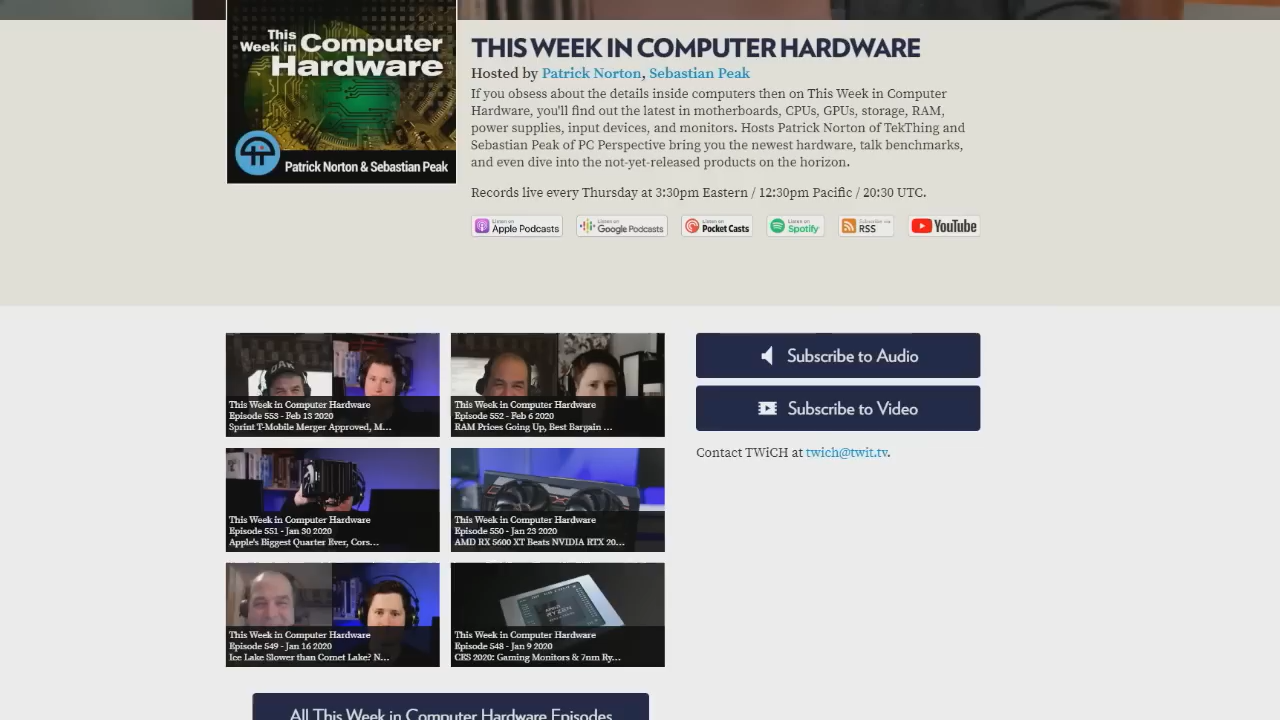 This
Week in Computer
Hardware
Patrick Norton & Sebastian Peak
THIS WEEK IN COMPUTER HARDWARE
Hosted by Patrick Norton, Sebastian Peak
If you obsess about the details inside computers then on This Week in Computer
Hardware, you'll find out the latest in motherboards, CPUs, GPUs, storage, RAM,
power supplies, input devices, and monitors. Hosts Patrick Norton of TekThing and
Sebastian Peak of PC Perspective bring you the newest hardware, talk benchmarks,
and even dive into the not-yet-released products on the horizon.
Records live every Thursday at 3:30pm Eastern / 12:30pm Pacific / 20:30 UTC.
Listen on
Apple Podcasts
Listen on
Google Podcasts
Listen on
Pocket Casts
Listen on
Spotify
Subscribe via
RSS
YouTube
This Week in Computer Hardware
Episode 553 - Feb 13 2020
Sprint T-Mobile Merger Approved, M...
This Week in Computer Hardware
Episode 552 - Feb 6 2020
RAM Prices Going Up, Best Bargain ...
This Week in Computer Hardware
Episode 551 - Jan 30 2020
Apple's Biggest Quarter Ever, Cors...
This Week in Computer Hardware
Episode 550 - Jan 23 2020
AMD RX 5600 XT Beats NVIDIA RTX 20...
This Week in Computer Hardware
Episode 549 - Jan 16 2020
Ice Lake Slower than Comet Lake? N...
RYZEN
This Week in Computer Hardware
Episode 548 - Jan 9 2020
CES 2020: Gaming Monitors & 7nm Ry...
Subscribe to Audio
Subscribe to Video
Contact TWiCH at twich@twit.tv.
All This Week in Computer Hardware Episodes